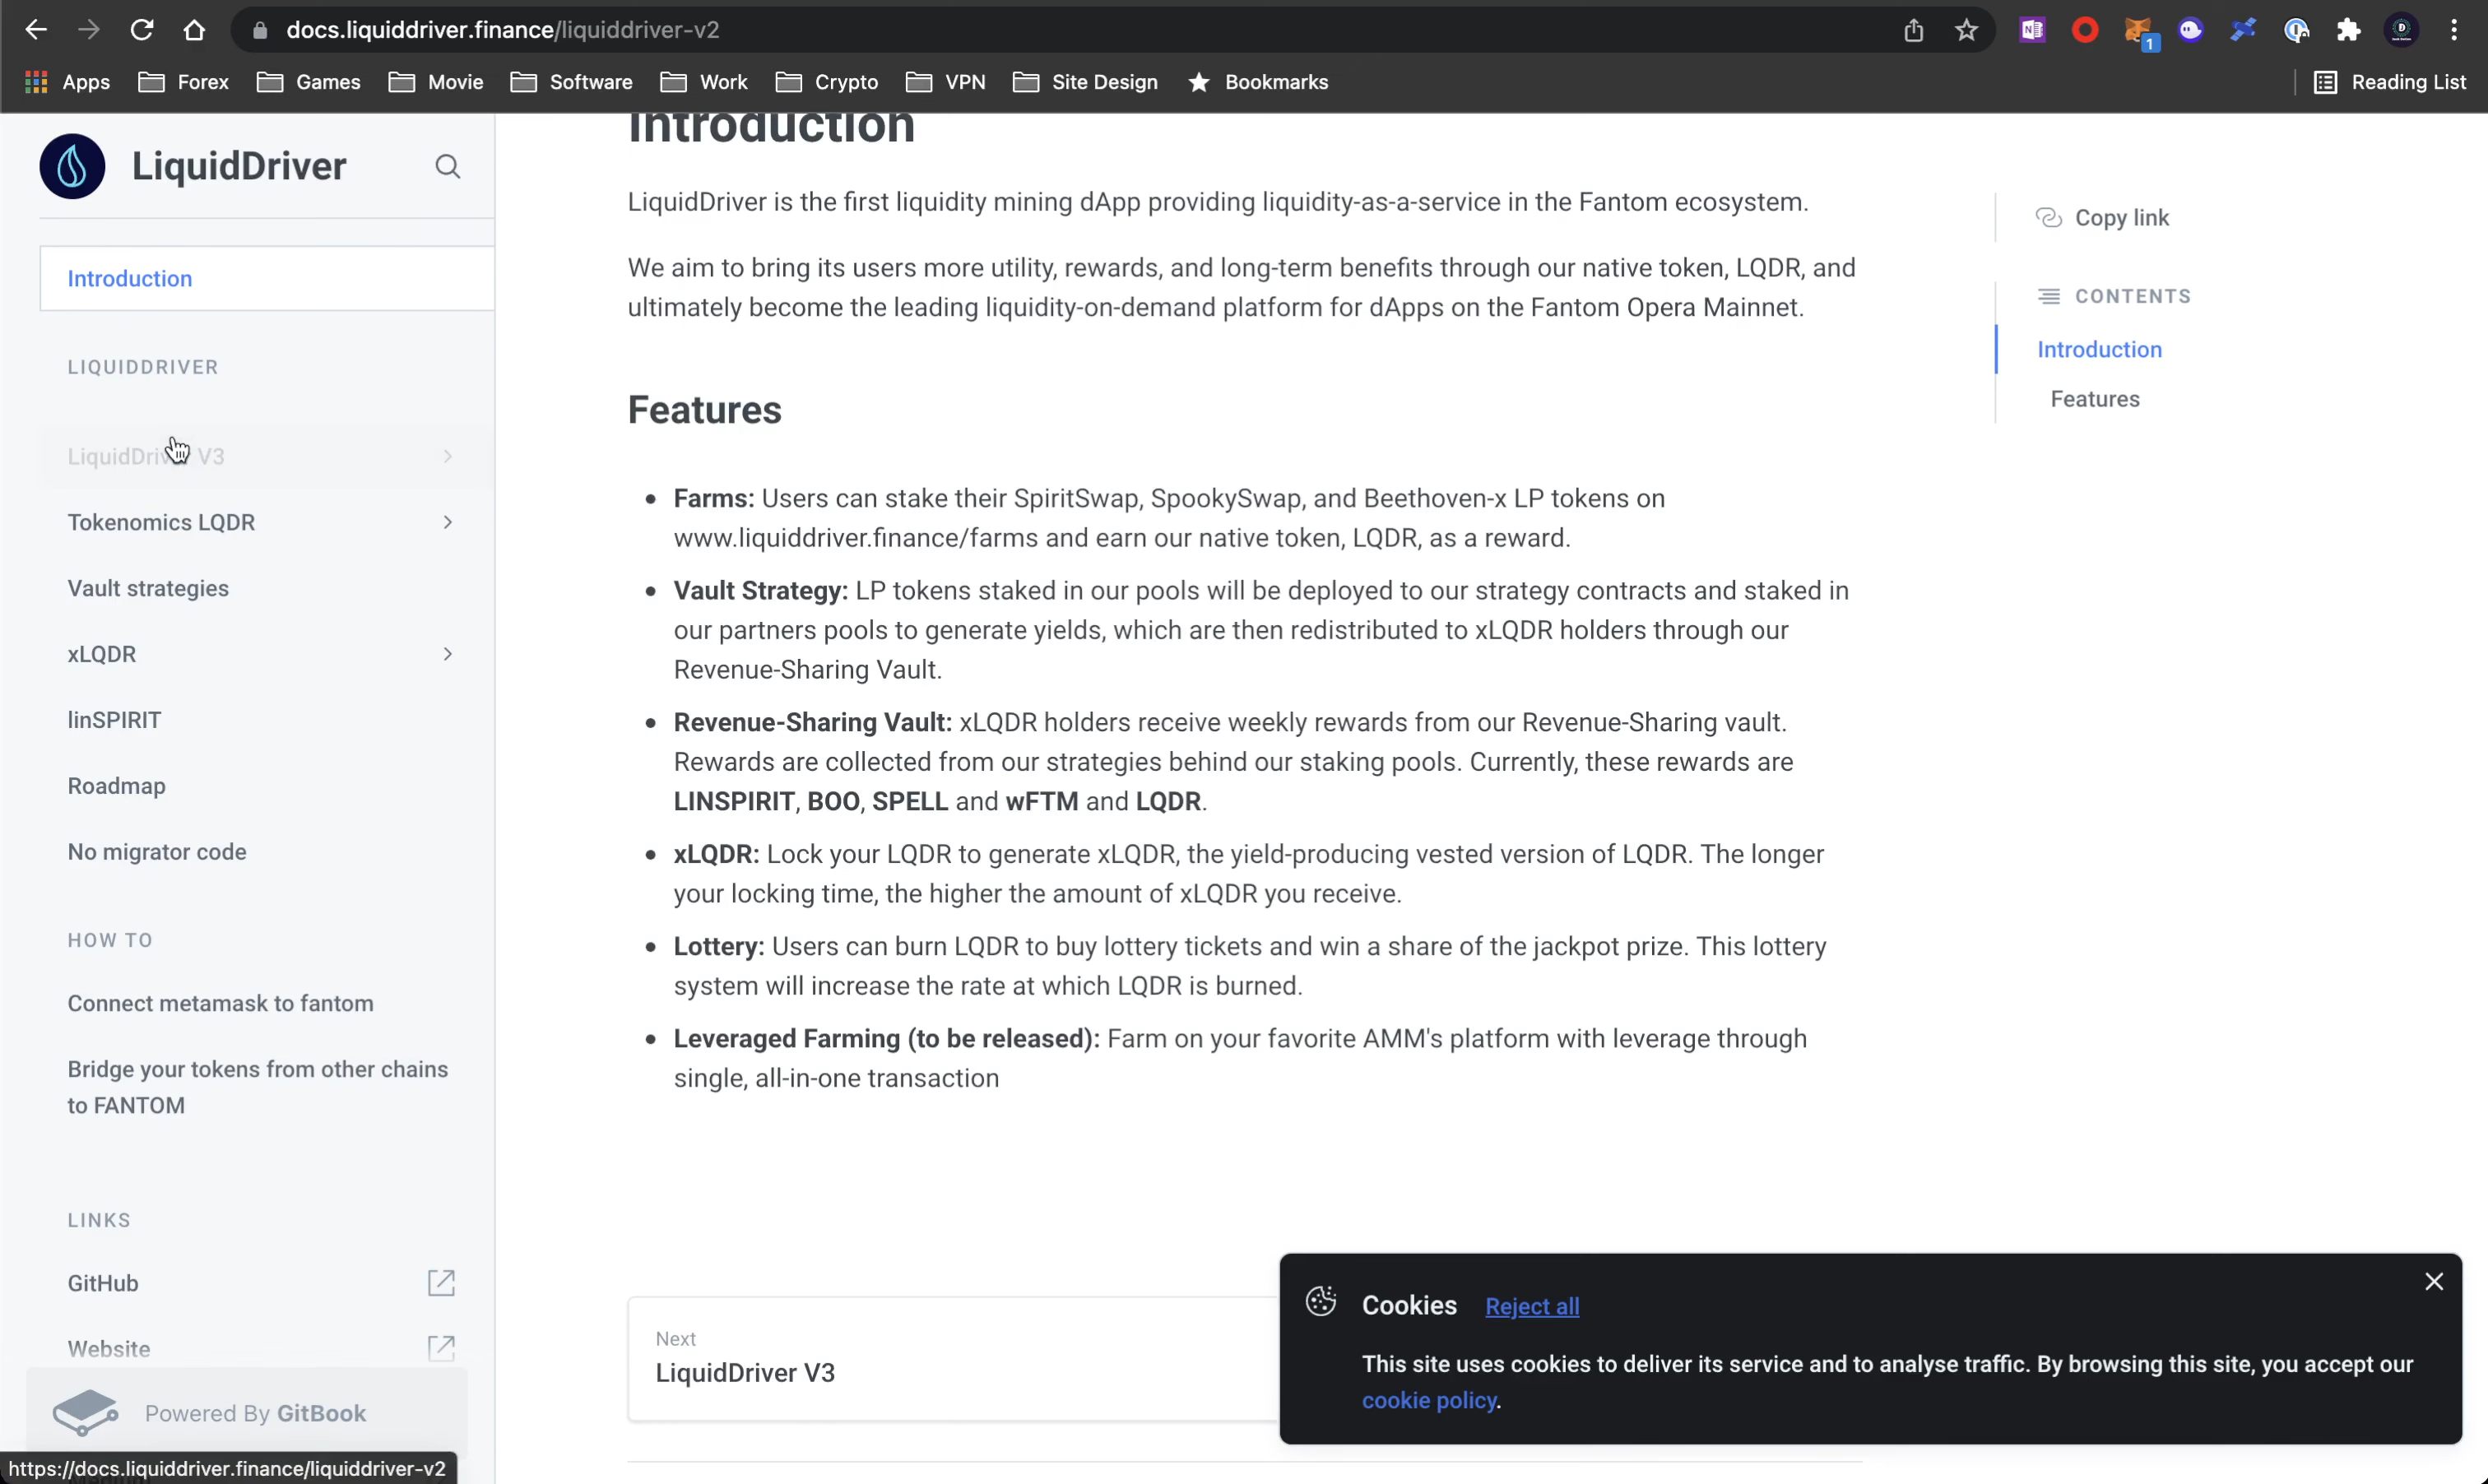 docs.liquiddriver.finance/liquiddriver-v2
1
Apps
Forex
Games
Movie
Software
Work
Crypto
VPN
Site Design
Bookmarks
Reading List
LiquidDriver
Introduction
LIQUIDDRIVER
LiquidDriver V3
Tokenomics LQDR
Vault strategies
xLQDR
linSPIRIT
Roadmap
No migrator code
HOW TO
Connect metamask to fantom
Bridge your tokens from other chains
to FANTOM
LINKS
GitHub
Website
Powered By GitBook
https://docs.liquiddriver.finance/liquiddriver-v2
Introduction
LiquidDriver is the first liquidity mining dApp providing liquidity-as-a-service in the Fantom ecosystem.
We aim to bring its users more utility, rewards, and long-term benefits through our native token, LQDR, and
ultimately become the leading liquidity-on-demand platform for dApps on the Fantom Opera Mainnet.
Features
• Farms: Users can stake their SpiritSwap, SpookySwap, and Beethoven-x LP tokens on
www.liquiddriver.finance/farms and earn our native token, LQDR, as a reward.
• Vault Strategy: LP tokens staked in our pools will be deployed to our strategy contracts and staked in
our partners pools to generate yields, which are then redistributed to xLQDR holders through our
Revenue-Sharing Vault.
• Revenue-Sharing Vault: xLQDR holders receive weekly rewards from our Revenue-Sharing vault.
Rewards are collected from our strategies behind our staking pools. Currently, these rewards are
LINSPIRIT, BOO, SPELL and wFTM and LQDR.
• xLQDR: Lock your LQDR to generate xLQDR, the yield-producing vested version of LQDR. The longer
your locking time, the higher the amount of xLQDR you receive.
• Lottery: Users can burn LQDR to buy lottery tickets and win a share of the jackpot prize. This lottery
system will increase the rate at which LQDR is burned.
• Leveraged Farming (to be released): Farm on your favorite AMM's platform with leverage through
single, all-in-one transaction
Next
LiquidDriver V3
Copy link
CONTENTS
Introduction
Features
Cookies Reject all
This site uses cookies to deliver its service and to analyse traffic. By browsing this site, you accept our
cookie policy.